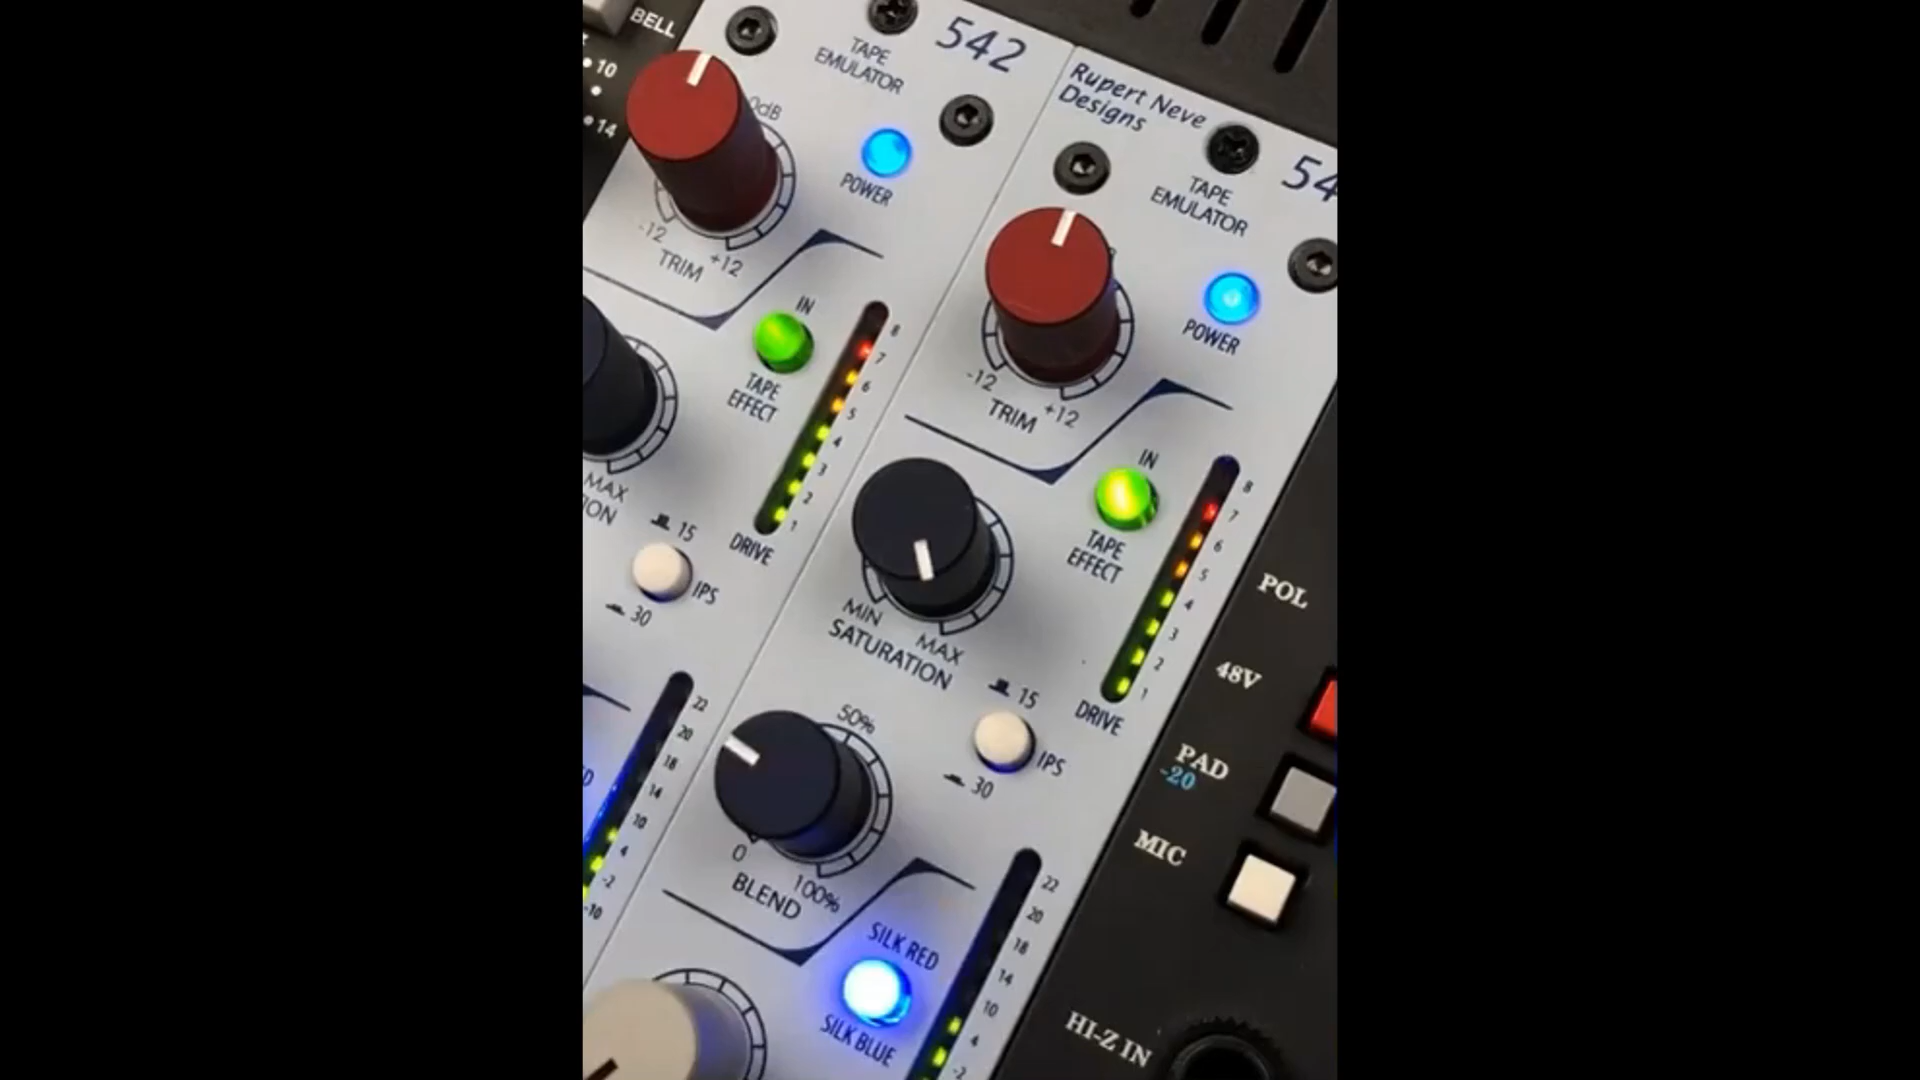 BELL
10
14
TAPE
EMULATOR
542
0dB
POWER
-12
+12
TRIM
IN
TAPE
EFFECT
8
7
6
5
4
3
2
1
DRIVE
MAX
15
IPS
30
22
20
18
14
10
4
-2
-10
Rupert Neve
Designs
TAPE
EMULATOR
54
POWER
-12
+12
TRIM
IN
TAPE
EFFECT
8
7
6
5
4
3
2
1
DRIVE
MIN
MAX
SATURATION
15
IPS
30
50%
0
100%
BLEND
SILK RED
SILK BLUE
22
20
18
14
10
4
-2
POL
48V
PAD
-20
MIC
HI-Z IN